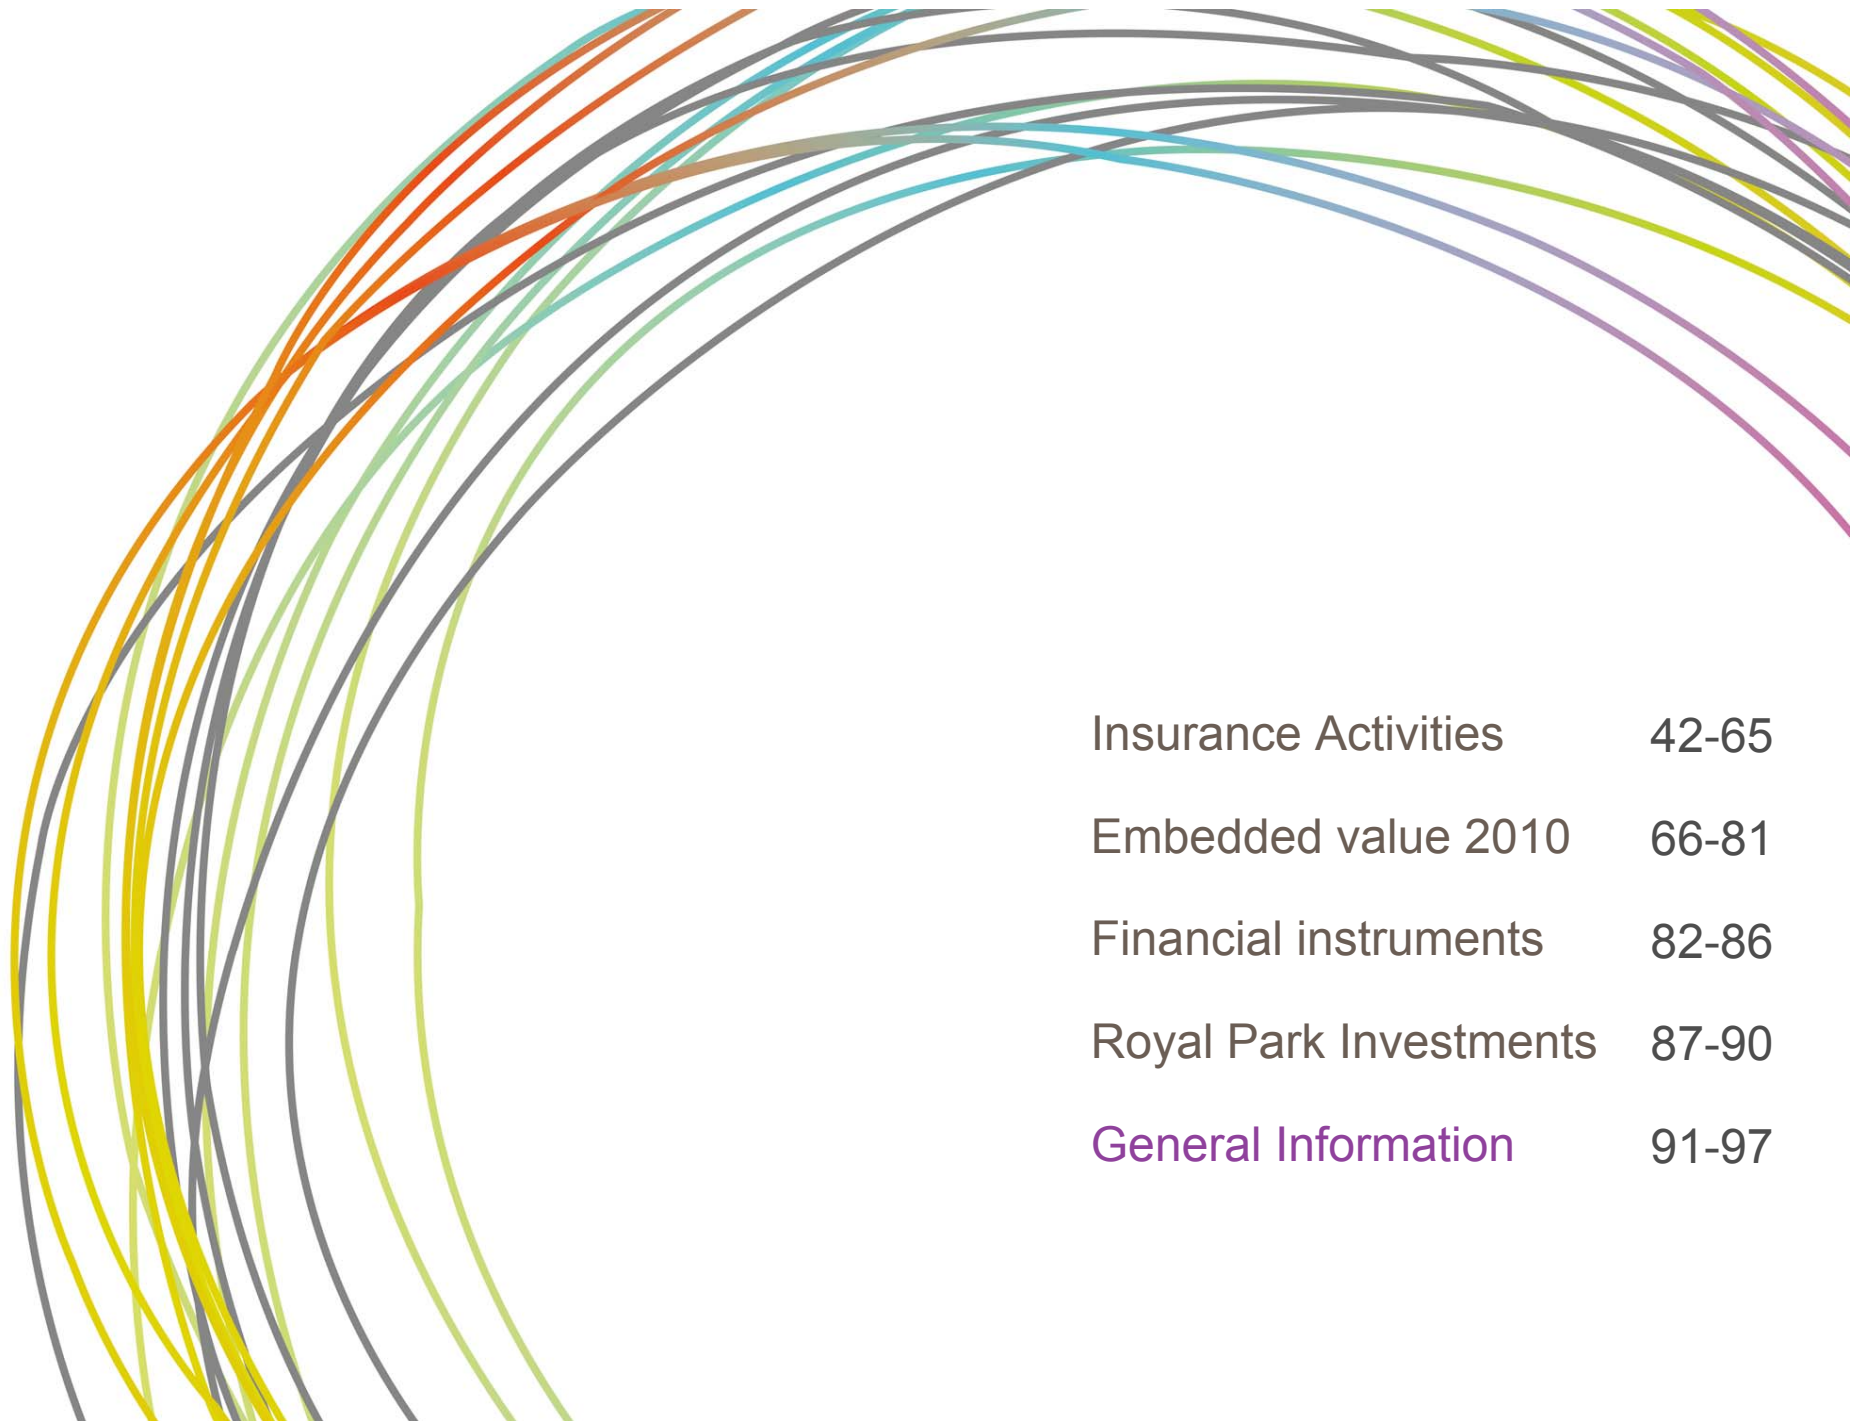 Insurance Activities 42-65
Embedded value 2010 66-81
Financial instruments 82-86
Royal Park Investments 87-90
General Information 91-97